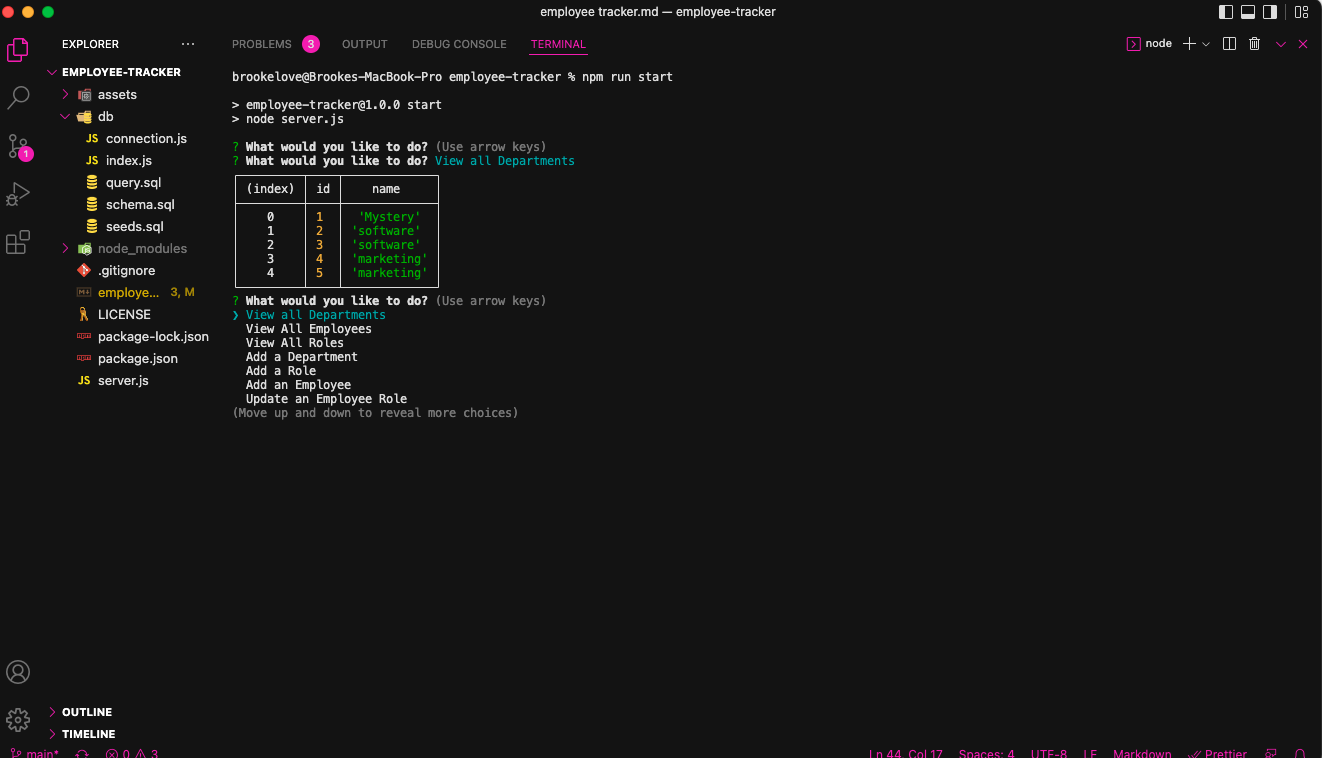 employee tracker.md — employee-tracker
EXPLORER ···
EMPLOYEE-TRACKER
assets
db
JS connection.js
JS index.js
query.sql
schema.sql
seeds.sql
node_modules
.gitignore
employe... 3, M
LICENSE
package-lock.json
package.json
JS server.js
OUTLINE
TIMELINE
PROBLEMS 3 OUTPUT DEBUG CONSOLE TERMINAL
node
1
brookelove@Brookes-MacBook-Pro employee-tracker % npm run start
> employee-tracker@1.0.0 start
> node server.js
? What would you like to do? (Use arrow keys)
? What would you like to do? View all Departments
(index) id name
0 1 'Mystery'
1 2 'software'
2 3 'software'
3 4 'marketing'
4 5 'marketing'
? What would you like to do? (Use arrow keys)
❯ View all Departments
View All Employees
View All Roles
Add a Department
Add a Role
Add an Employee
Update an Employee Role
(Move up and down to reveal more choices)
main* 0 3 Ln 44, Col 17 Spaces: 4 UTF-8 LF Markdown Prettier